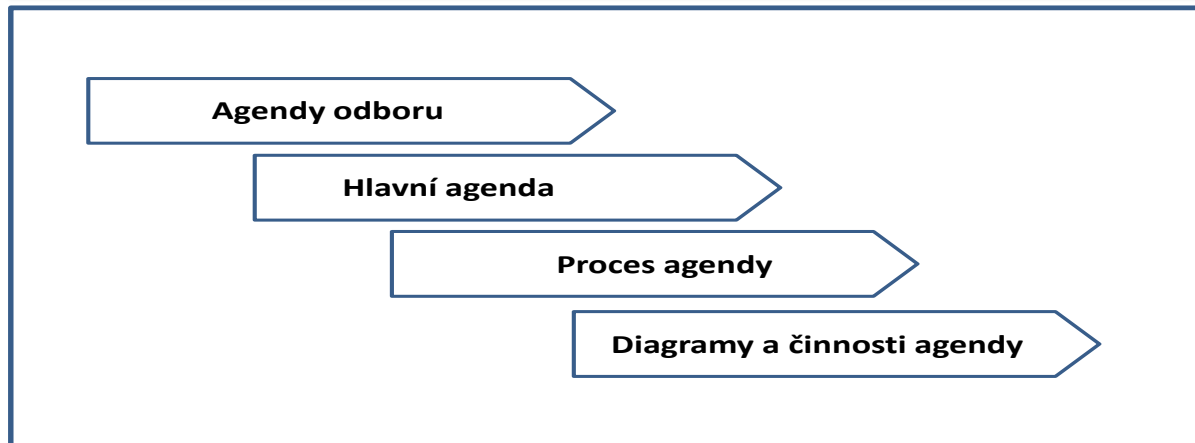 Agendy odboru
Hlavní agenda
Proces agendy
Diagramy a činnosti agendy